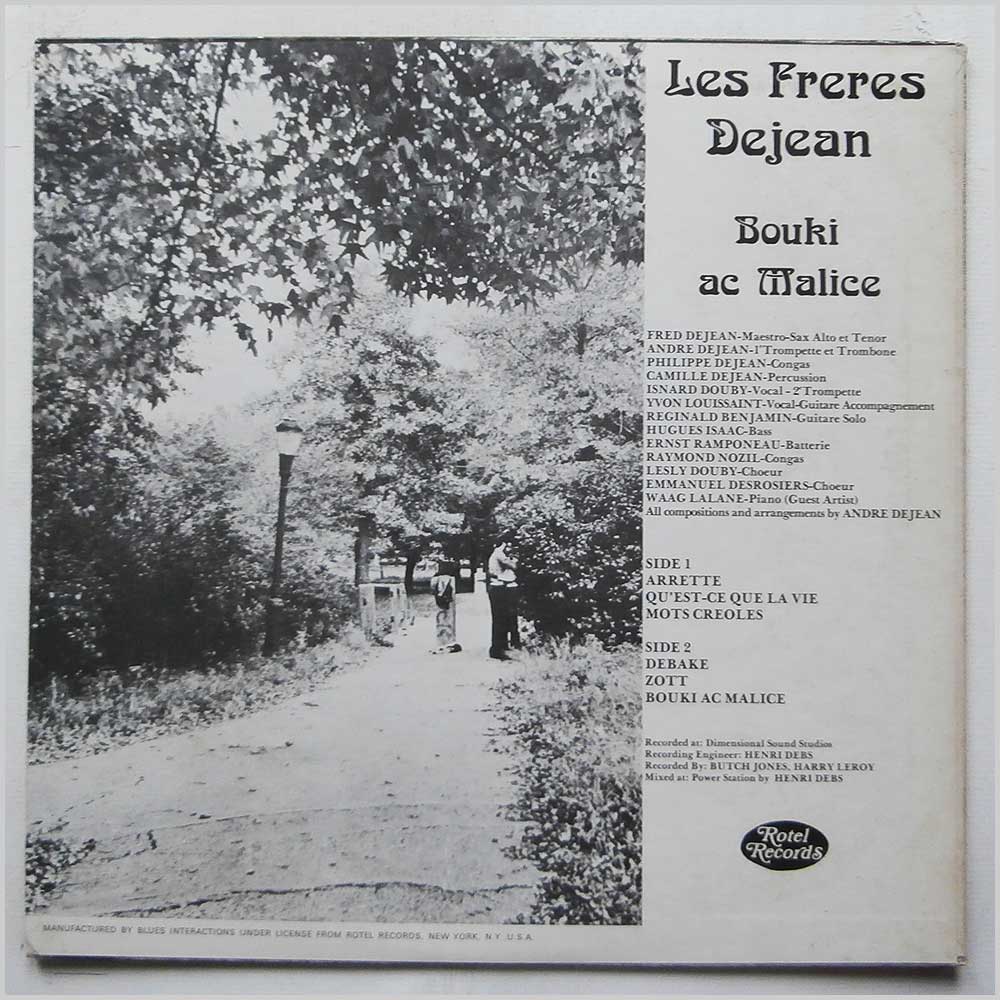 Les Freres
Dejean
Bouki
ac Malice
FRED DEJEAN-Maestro-Sax Alto et Tenor
ANDRE DEJEAN-1' Trompette et Trombone
PHILIPPE DEJEAN-Congas
CAMILLE DEJEAN-Percussion
ISNARD DOUBY-Vocal - 2' Trompette
YVON LOUISSAINT-Vocal-Guitare Accompagnement
REGINALD BENJAMIN-Guitare Solo
HUGUES ISAAC-Bass
ERNST RAMPONEAU-Batterie
RAYMOND NOZIL-Congas
LESLY DOUBY-Choeur
EMMANUEL DESROSIERS-Choeur
WAAG LALANE-Piano (Guest Artist)
All compositions and arrangements by ANDRE DEJEAN
SIDE 1
ARRETTE
QU'EST-CE QUE LA VIE
MOTS CREOLES
SIDE 2
DEBAKE
ZOTT
BOUKI AC MALICE
Recorded at: Dimensional Sound Studios
Recording Engineer: HENRI DEBS
Recorded By: BUTCH JONES, HARRY LEROY
Mixed at: Power Station by HENRI DEBS
Rotel
Records
MANUFACTURED BY BLUES INTERACTIONS UNDER LICENSE FROM ROTEL RECORDS, NEW YORK, N.Y. U.S.A.